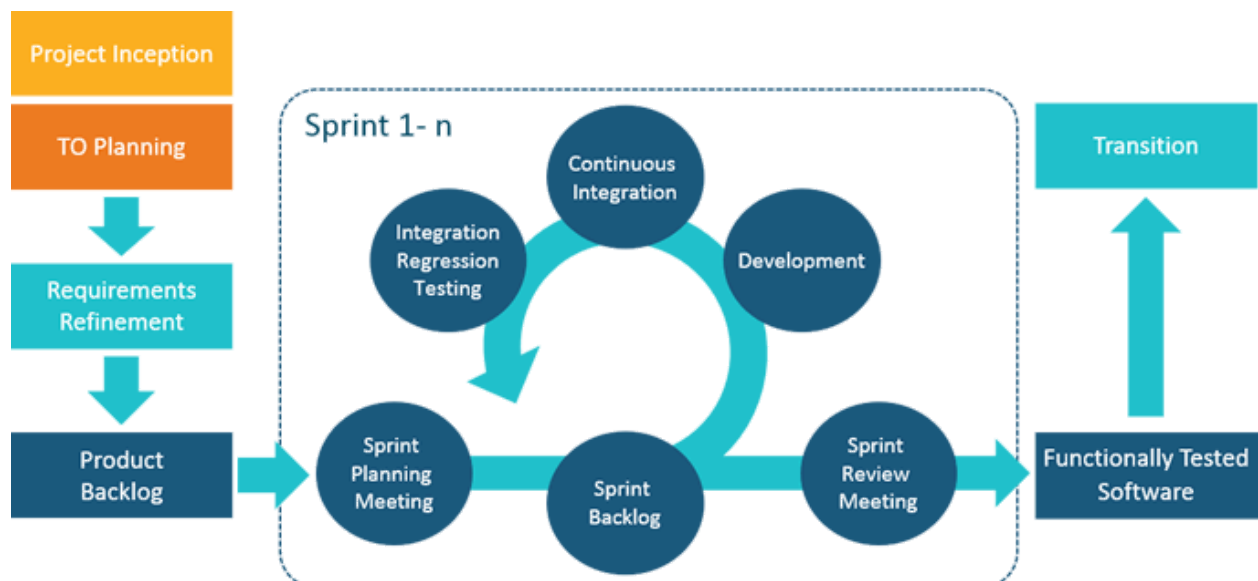 Project Inception
TO Planning
Requirements
Refinement
Product
Backlog
Sprint 1- n
Continuous
Integration
Integration
Regression
Testing
Development
Sprint
Planning
Meeting
Sprint
Backlog
Sprint
Review
Meeting
Transition
Functionally Tested
Software